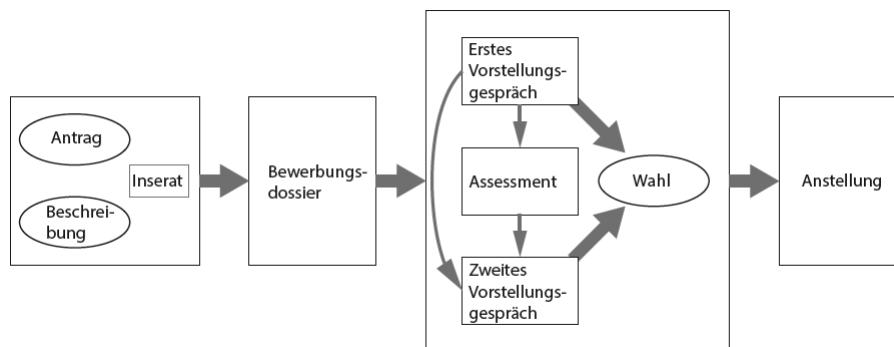 Antrag
Inserat
Beschrei-
bung
Bewerbungs-
dossier
Erstes
Vorstellungs-
gespräch
Assessment
Zweites
Vorstellungs-
gespräch
Wahl
Anstellung